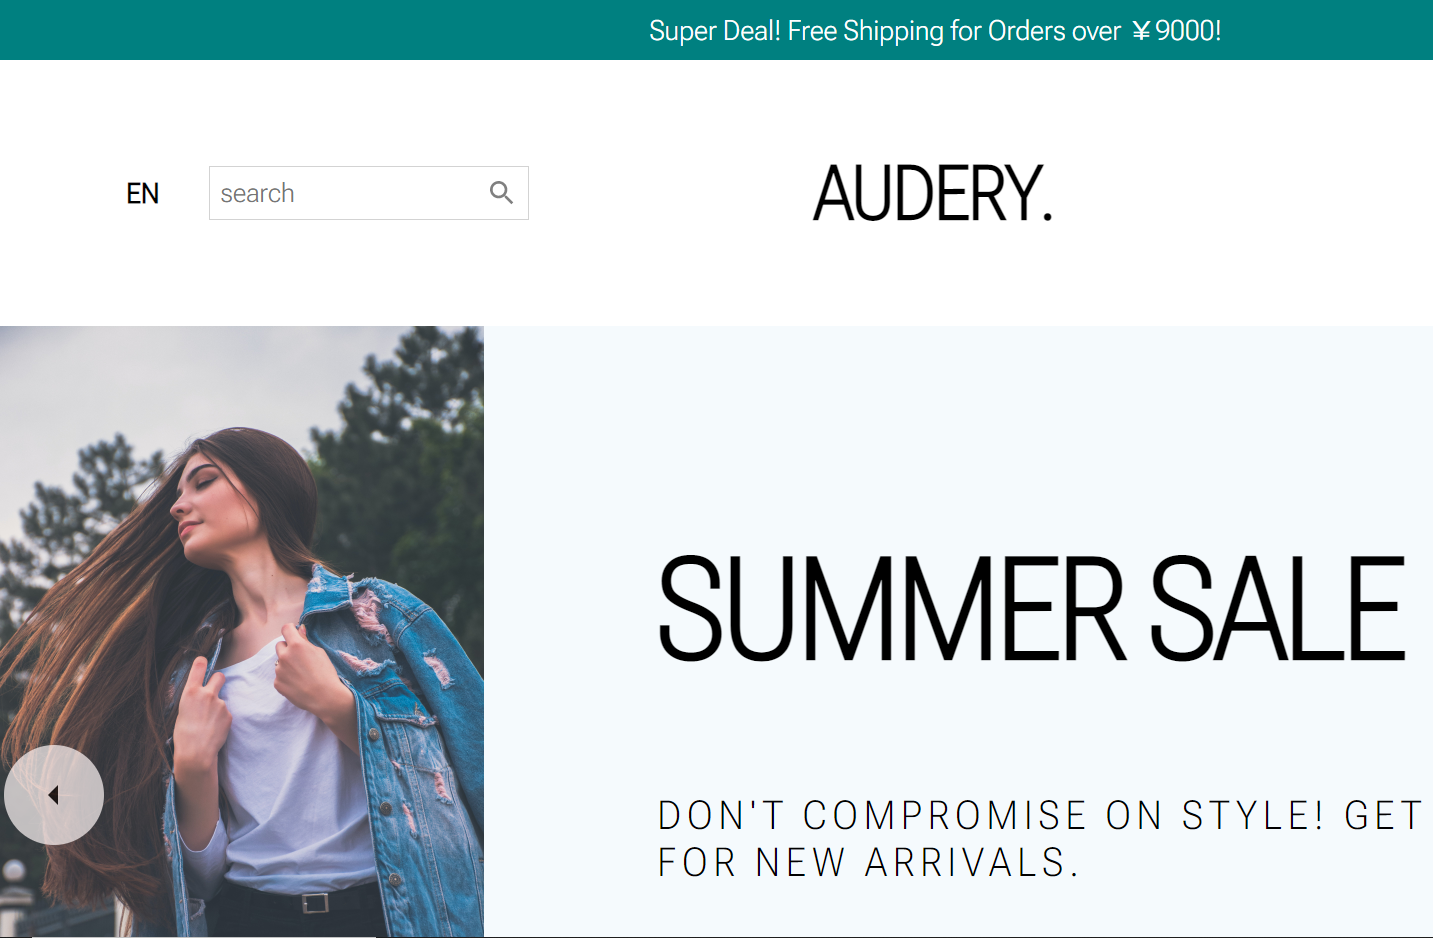 Super Deal! Free Shipping for Orders over ￥9000!
EN
search
AUDERY.
SUMMER SALE
DON'T COMPROMISE ON STYLE! GET
FOR NEW ARRIVALS.